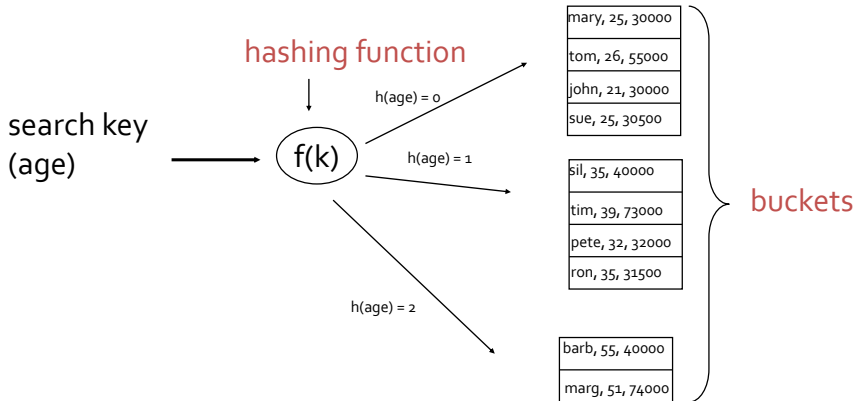 hashing function
search key
(age)
f(k)
h(age) = 0
h(age) = 1
h(age) = 2
mary, 25, 30000
tom, 26, 55000
john, 21, 30000
sue, 25, 30500
sil, 35, 40000
tim, 39, 73000
pete, 32, 32000
ron, 35, 31500
barb, 55, 40000
marg, 51, 74000
buckets